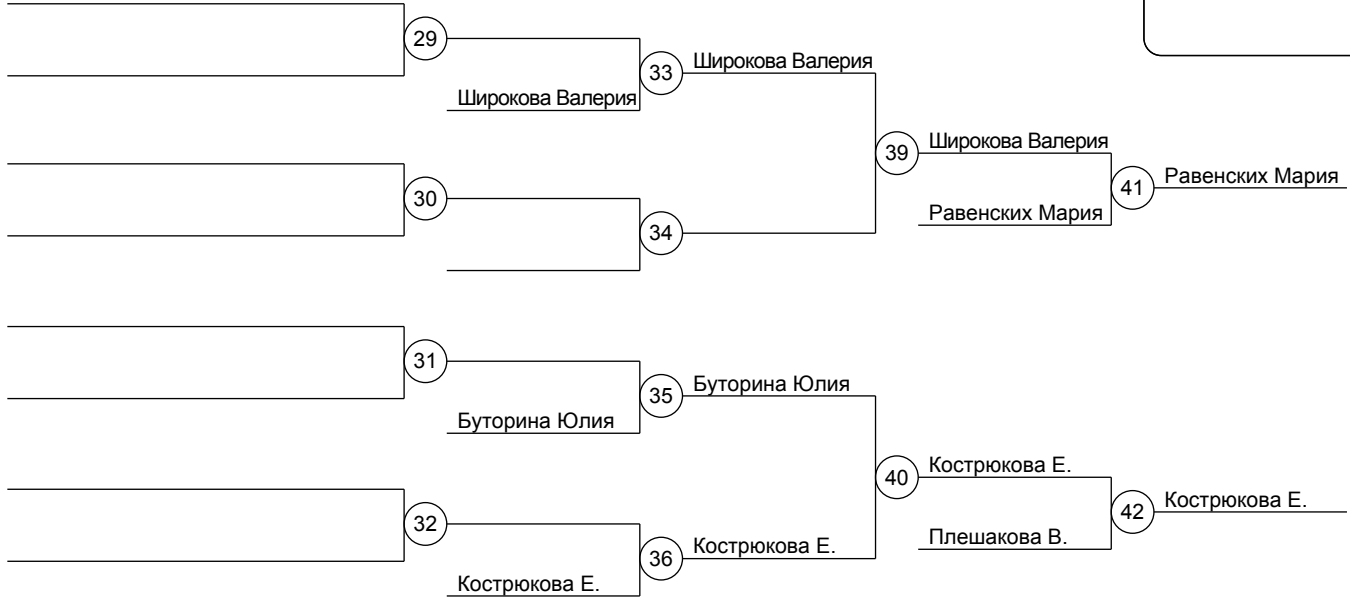 29
33
Широкова Валерия
Широкова Валерия
39
Широкова Валерия
41
Равенских Мария
30
Равенских Мария
34
31
35
Буторина Юлия
Буторина Юлия
40
Кострюкова Е.
42
Кострюкова Е.
32
Плешакова В.
36
Кострюкова Е.
Кострюкова Е.